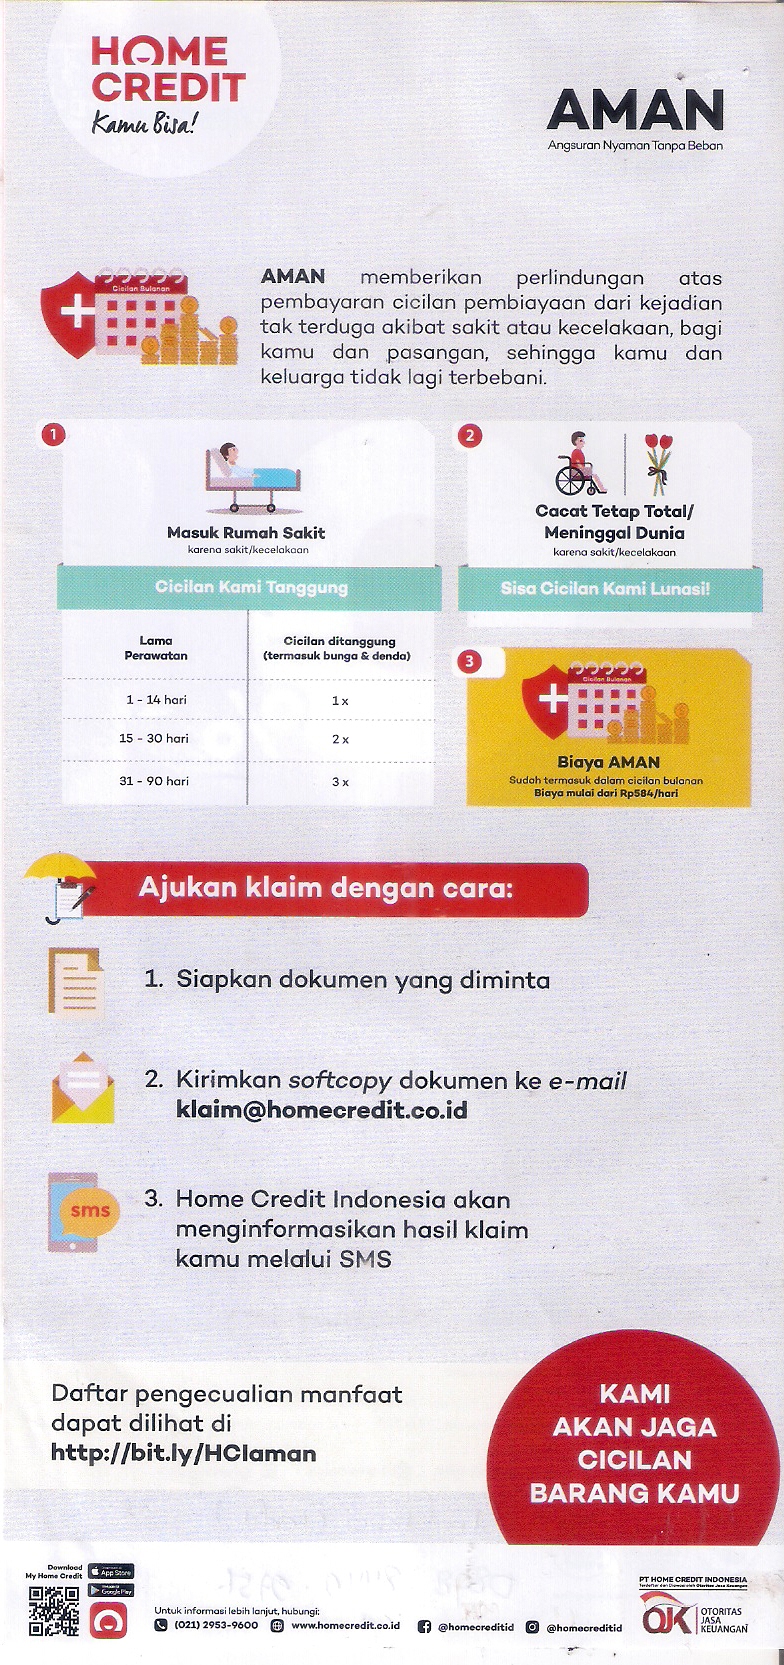 HOME
CREDIT
Kamu Bisa!
AMAN
Angsuran Nyaman Tanpa Beban
Cicilan Bulanan
AMAN memberikan perlindungan atas
pembayaran cicilan pembiayaan dari kejadian
tak terduga akibat sakit atau kecelakaan, bagi
kamu dan pasangan, sehingga kamu dan
keluarga tidak lagi terbebani.
1
Masuk Rumah Sakit
karena sakit/kecelakaan
Cicilan Kami Tanggung
Lama
Perawatan
Cicilan ditanggung
(termasuk bunga & denda)
1 - 14 hari
1 x
15 - 30 hari
2 x
31 - 90 hari
3 x
2
Cacat Tetap Total/
Meninggal Dunia
karena sakit/kecelakaan
Sisa Cicilan Kami Lunasi!
3
Cicilan Bulanan
Biaya AMAN
Sudah termasuk dalam cicilan bulanan
Biaya mulai dari Rp584/hari
Ajukan klaim dengan cara:
1. Siapkan dokumen yang diminta
2. Kirimkan softcopy dokumen ke e-mail
klaim@homecredit.co.id
sms
3. Home Credit Indonesia akan
menginformasikan hasil klaim
kamu melalui SMS
Daftar pengecualian manfaat
dapat dilihat di
http://bit.ly/HCIaman
KAMI
AKAN JAGA
CICILAN
BARANG KAMU
Download
My Home Credit
App Store
Google Play
Untuk informasi lebih lanjut, hubungi:
(021) 2953-9600 www.homecredit.co.id @homecreditid @homecreditid
PT HOME CREDIT INDONESIA
Terdaftar dan Diawasi oleh Otoritas Jasa Keuangan
OJK
OTORITAS
JASA
KEUANGAN